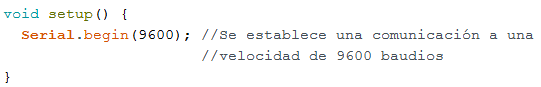 void setup() {
Serial.begin(9600); //Se establece una comunicación a una
//velocidad de 9600 baudios
}